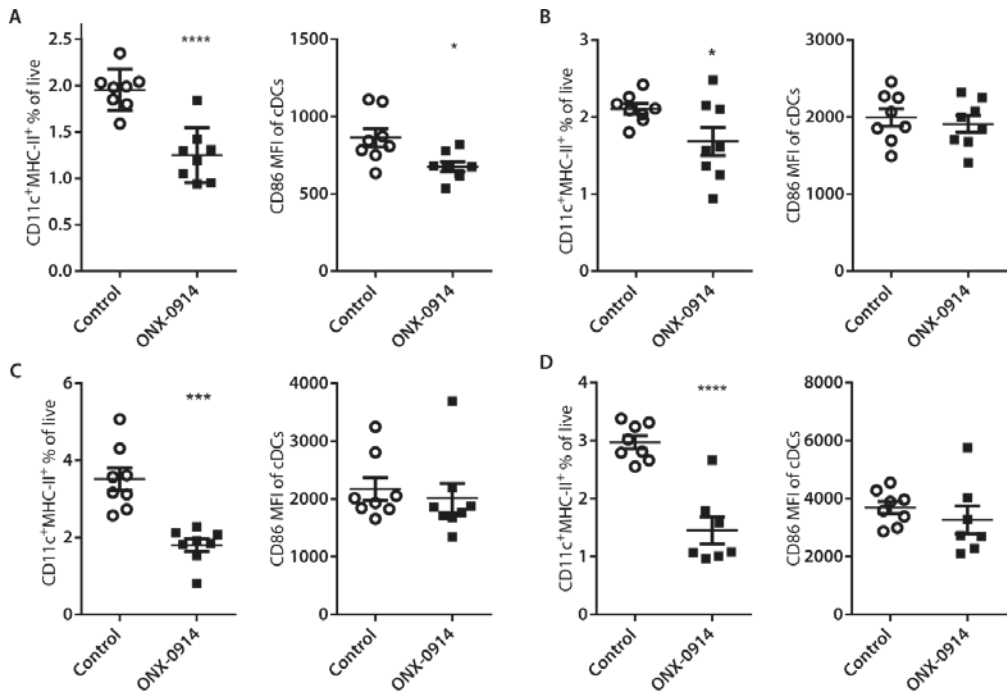 A
CD11c⁺MHC-II⁺ % of live
2.5
2.0
1.5
1.0
0.5
0.0
****
Control
ONX-0914
CD86 MFI of cDCs
1500
1000
500
0
*
Control
ONX-0914
B
CD11c⁺MHC-II⁺ % of live
3
2
1
0
*
Control
ONX-0914
CD86 MFI of cDCs
3000
2000
1000
0
Control
ONX-0914
C
CD11c⁺MHC-II⁺ % of live
6
4
2
0
***
Control
ONX-0914
CD86 MFI of cDCs
4000
3000
2000
1000
0
Control
ONX-0914
D
CD11c⁺MHC-II⁺ % of live
4
3
2
1
0
****
Control
ONX-0914
CD86 MFI of cDCs
8000
6000
4000
2000
0
Control
ONX-0914